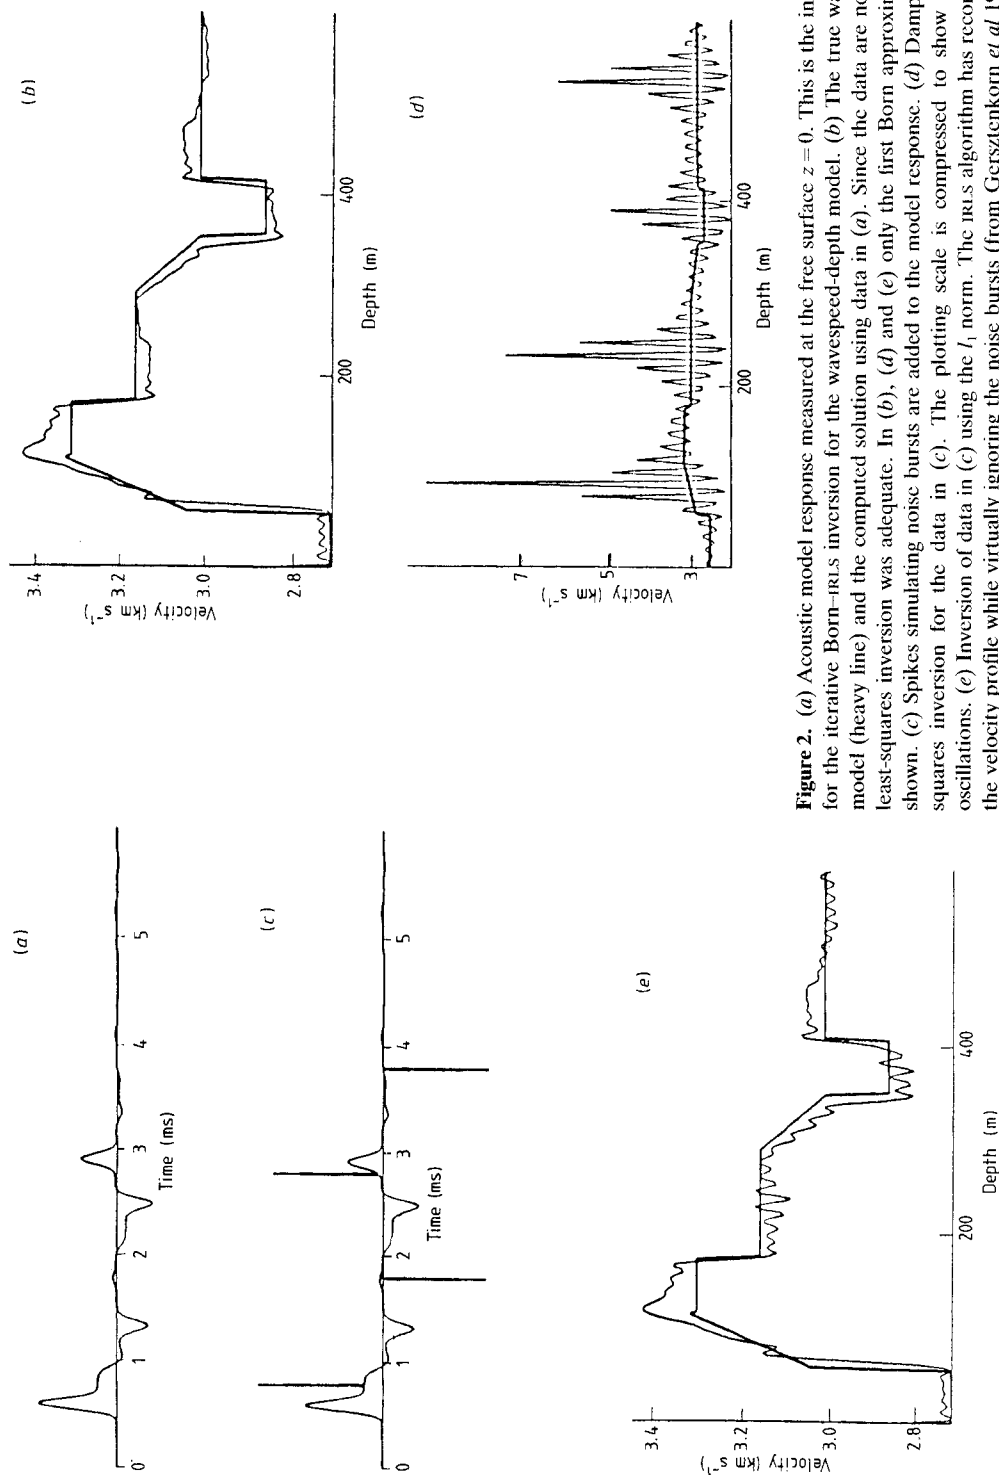 (a)
0
1
2
3
4
5
Time (ms)
(b)
3.4
3.2
3.0
2.8
Velocity (km s⁻¹)
200
400
Depth (m)
(c)
0
1
2
3
4
5
Time (ms)
(d)
7
5
3
Velocity (km s⁻¹)
200
400
Depth (m)
(e)
3.4
3.2
3.0
2.8
Velocity (km s⁻¹)
200
400
Depth (m)
Figure 2. (a) Acoustic model response measured at the free surface z = 0. This is the in
for the iterative Born–IRLS inversion for the wavespeed-depth model. (b) The true wa
model (heavy line) and the computed solution using data in (a). Since the data are no
least-squares inversion was adequate. In (b), (d) and (e) only the first Born approxim
shown. (c) Spikes simulating noise bursts are added to the model response. (d) Damp
squares inversion for the data in (c). The plotting scale is compressed to show
oscillations. (e) Inversion of data in (c) using the l₁ norm. The IRLS algorithm has recon
the velocity profile while virtually ignoring the noise bursts (from Gersztenkorn et al 19